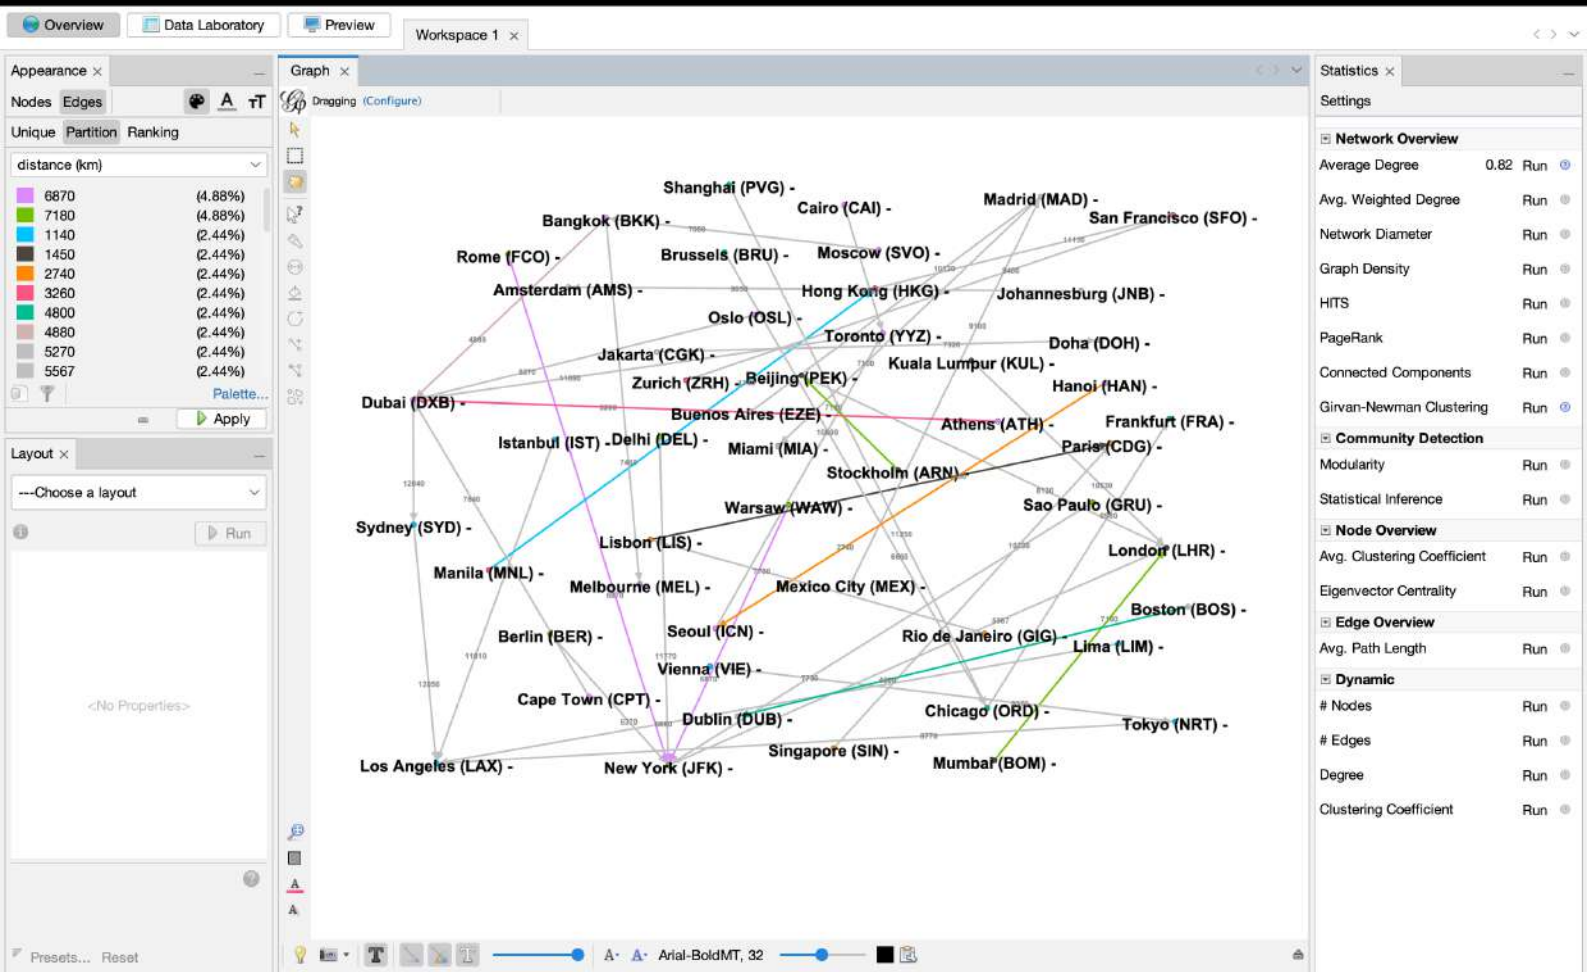 Overview
Data Laboratory
Preview
Workspace 1
Appearance
Nodes Edges
Unique Partition Ranking
distance (km)
6870 (4.88%)
7180 (4.88%)
1140 (2.44%)
1450 (2.44%)
2740 (2.44%)
3260 (2.44%)
4800 (2.44%)
4880 (2.44%)
5270 (2.44%)
5567 (2.44%)
Palette...
Apply
Layout
---Choose a layout
Run
<No Properties>
Presets... Reset
Graph
Dragging (Configure)
Shanghai (PVG) -
Cairo (CAI) -
Madrid (MAD) -
San Francisco (SFO) -
Bangkok (BKK) -
Rome (FCO) -
Brussels (BRU) -
Moscow (SVO) -
Amsterdam (AMS) -
Hong Kong (HKG) -
Johannesburg (JNB) -
Oslo (OSL) -
Toronto (YYZ) -
Doha (DOH) -
Jakarta (CGK) -
Kuala Lumpur (KUL) -
Zurich (ZRH) -
Beijing (PEK) -
Hanoi (HAN) -
Dubai (DXB) -
Buenos Aires (EZE) -
Athens (ATH) -
Frankfurt (FRA) -
Istanbul (IST) -
Delhi (DEL) -
Miami (MIA) -
Paris (CDG) -
Stockholm (ARN) -
Warsaw (WAW) -
Sao Paulo (GRU) -
Sydney (SYD) -
Lisbon (LIS) -
London (LHR) -
Manila (MNL) -
Melbourne (MEL) -
Mexico City (MEX) -
Boston (BOS) -
Berlin (BER) -
Seoul (ICN) -
Rio de Janeiro (GIG) -
Lima (LIM) -
Vienna (VIE) -
Cape Town (CPT) -
Dublin (DUB) -
Chicago (ORD) -
Tokyo (NRT) -
Singapore (SIN) -
Mumbai (BOM) -
Los Angeles (LAX) -
New York (JFK) -
Arial-BoldMT, 32
Statistics
Settings
Network Overview
Average Degree 0.82 Run
Avg. Weighted Degree Run
Network Diameter Run
Graph Density Run
HITS Run
PageRank Run
Connected Components Run
Girvan-Newman Clustering Run
Community Detection
Modularity Run
Statistical Inference Run
Node Overview
Avg. Clustering Coefficient Run
Eigenvector Centrality Run
Edge Overview
Avg. Path Length Run
Dynamic
# Nodes Run
# Edges Run
Degree Run
Clustering Coefficient Run